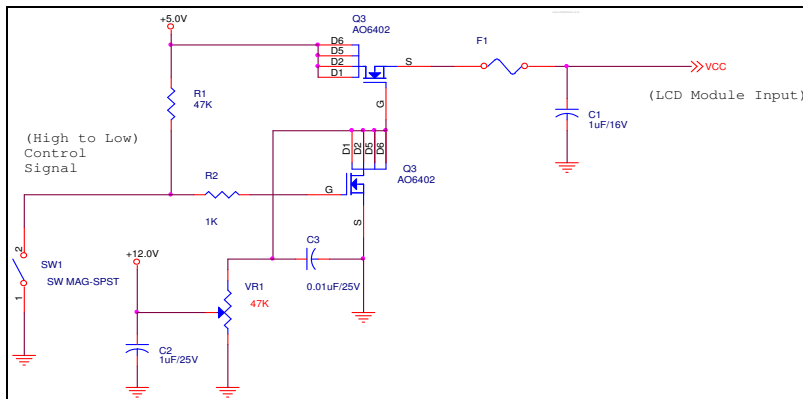 Q3
AO6402
+5.0V
F1
D6
D5
D2
D1
S
G
VCC
(LCD Module Input)
R1
47K
C1
1uF/16V
(High to Low)
Control
Signal
D1
D2
D5
D6
R2
Q3
AO6402
G
1K
S
2
SW1
SW MAG-SPST
1
+12.0V
C3
0.01uF/25V
VR1
47K
C2
1uF/25V